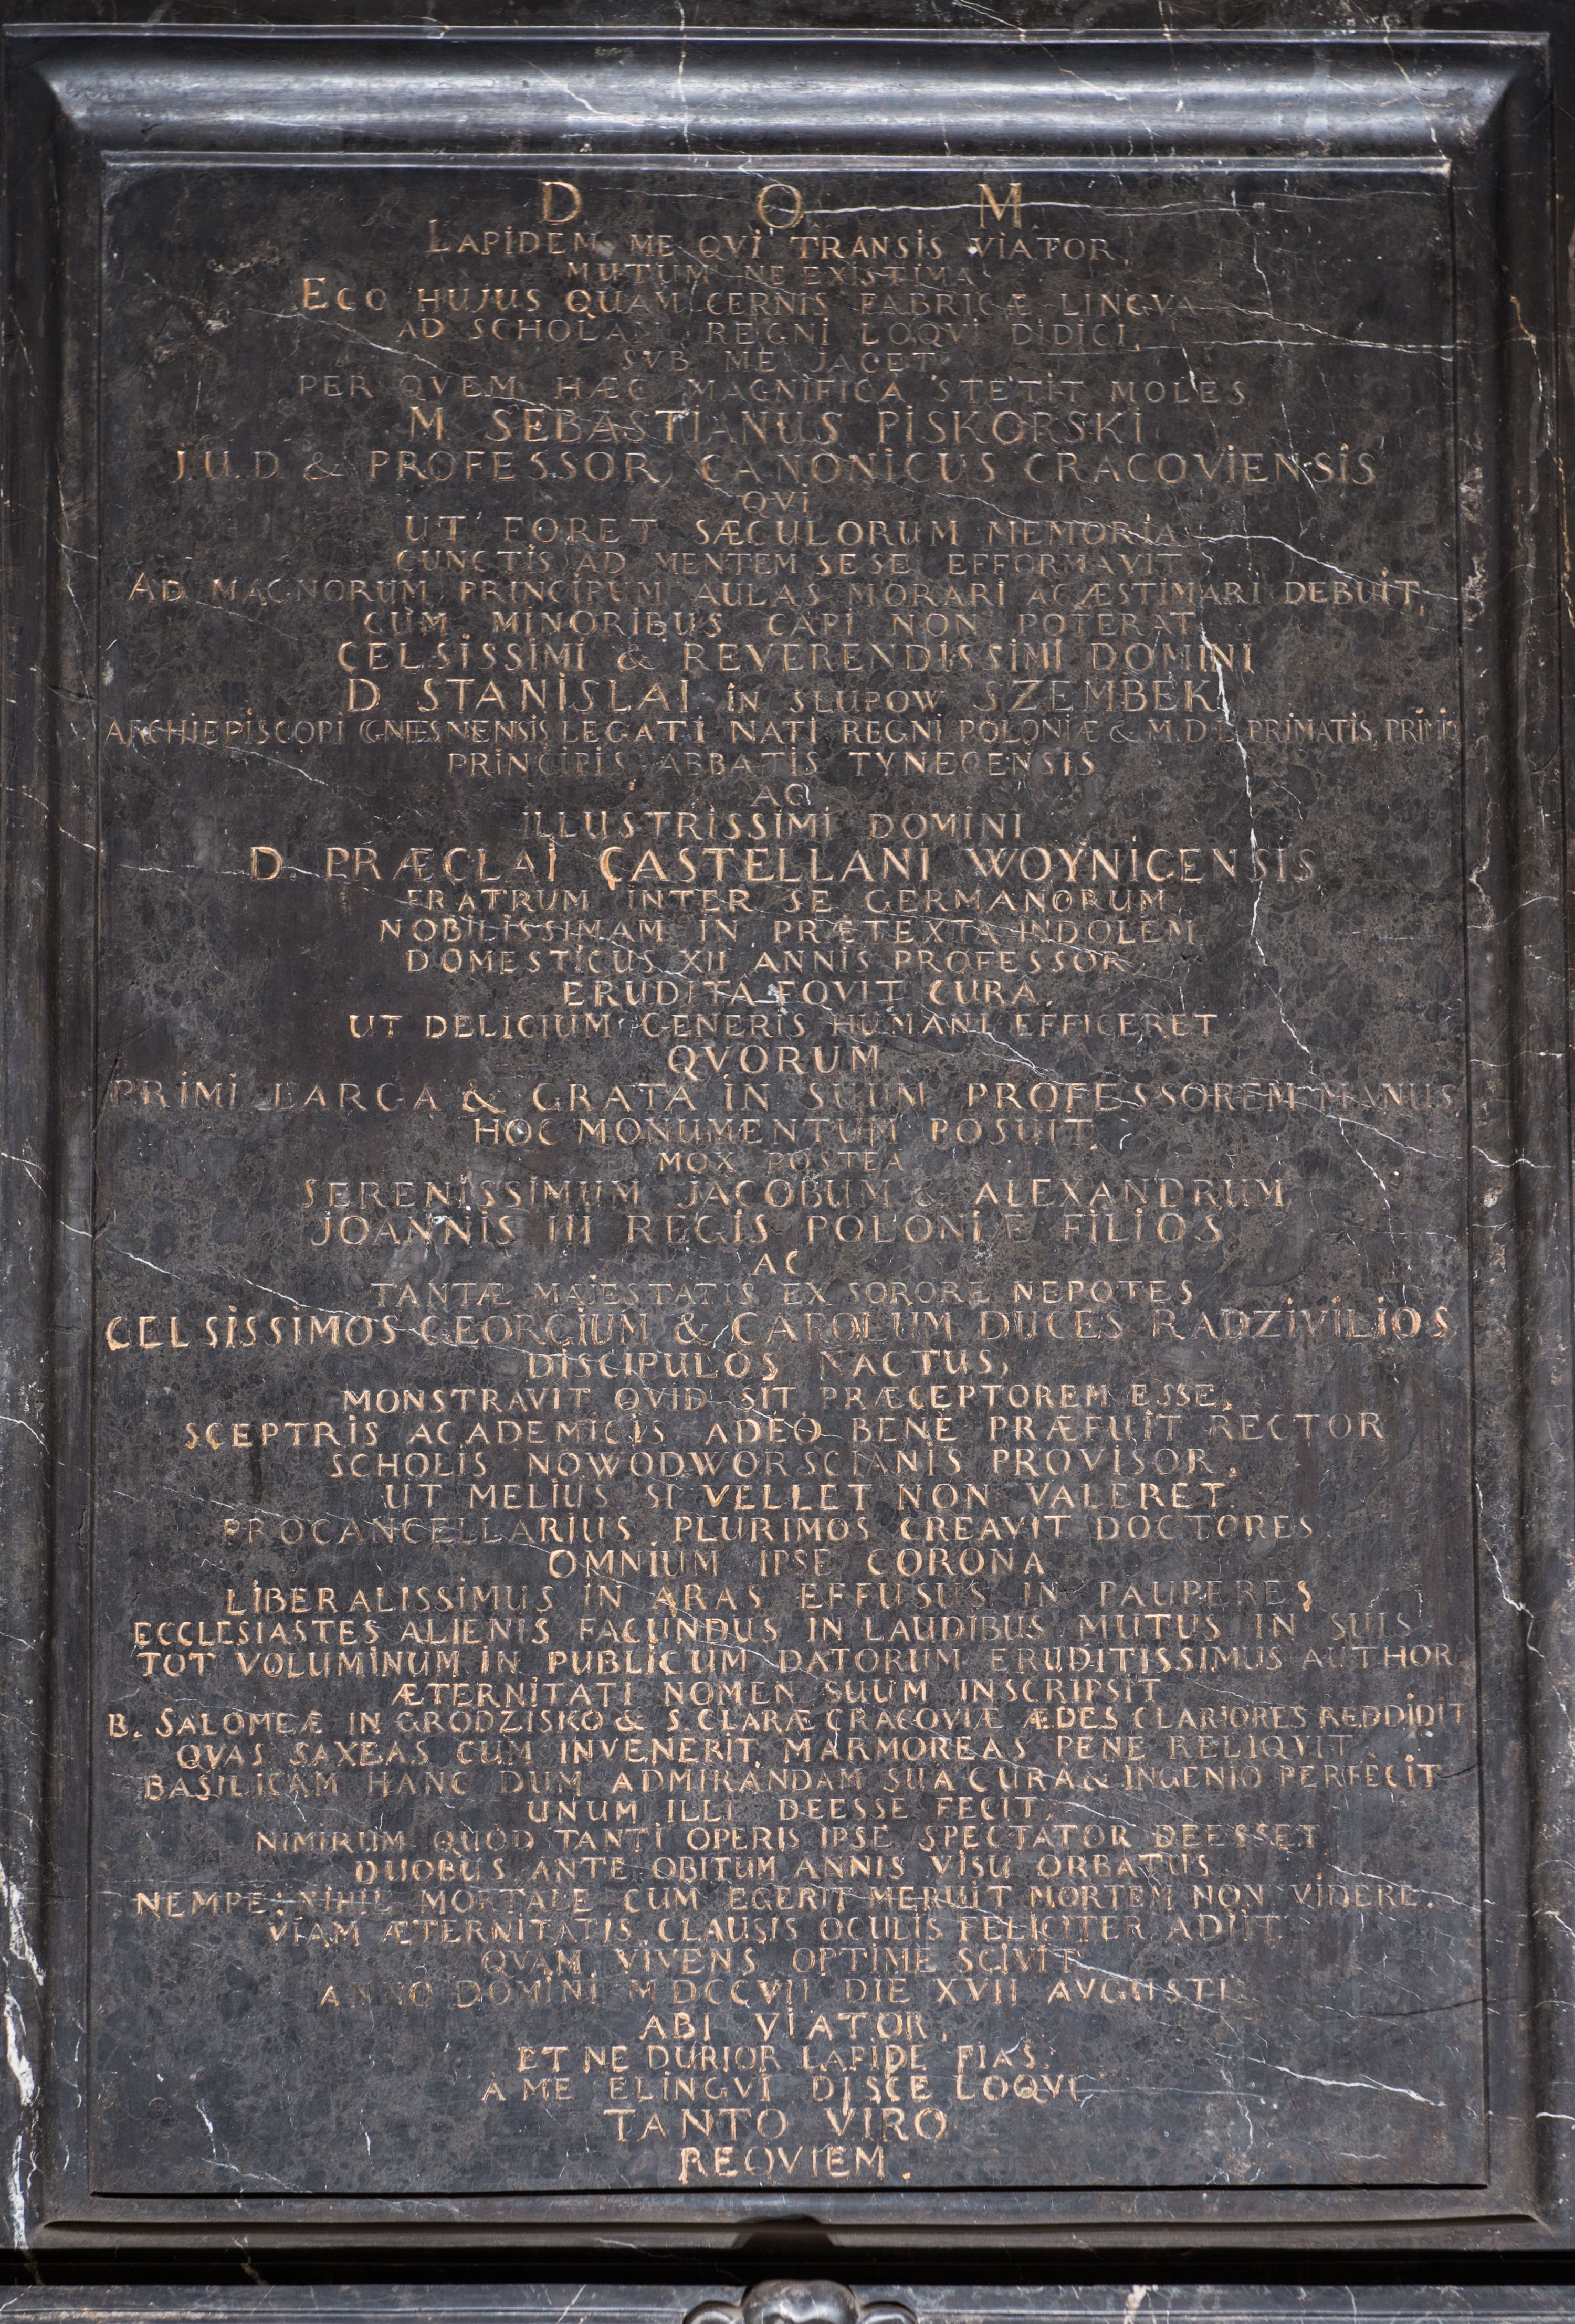 D. O. M.
LAPIDEM ME QVI TRANSIS VIATOR,
MUTUM NE EXISTIMA
EGO HUJUS QUAM CERNIS FABRICÆ LINGVA
AD SCHOLAM REGNI LOQVI DIDICI,
SVB ME JACET
PER QVEM HÆC MAGNIFICA STETIT MOLES
M. SEBASTIANUS PISKORSKI
J.U.D & PROFESSOR, CANONICUS CRACOVIENSIS
QVI
UT FORET SÆCULORUM MEMORIA
CUNCTIS AD MENTEM SESE EFFORMAVIT
AD MAGNORUM PRINCIPUM AULAS MORARI AC ÆSTIMARI DEBUIT,
CÙM MINORIBUS CAPI NON POTERAT
CELSISSIMI & REVERENDISSIMI DOMINI
D STANISLAI IN SLUPOW SZEMBEK
ARCHIEPISCOPI GNESNENSIS LEGATI NATI REGNI POLONIÆ & M.D.L PRIMATIS, PRIMIQ
PRINCIPIS ABBATIS TYNECENSIS
AC
ILLUSTRISSIMI DOMINI
D. PRÆCLAI CASTELLANI WOYNICENSIS
FRATRUM INTER SE GERMANORUM
NOBILISSIMAM IN PRÆTEXTA INDOLEM
DOMESTICUS XII ANNIS PROFESSOR
ERUDITA FOVIT CURA,
UT DELICIUM GENERIS HUMANI EFFICERET
QVORUM
PRIMI LARGA & GRATA IN SUUM PROFESSOREM MANUS
HOC MONUMENTUM POSUIT.
MOX POSTEA
SERENISSIMUM JACOBUM & ALEXANDRUM
JOANNIS III REGIS POLONIÆ FILIOS
AC
TANTÆ MAIESTATIS EX SORORE NEPOTES
CELSISSIMOS GEORGIUM & CAROLUM DUCES RADZIVILIOS
DISCIPULOS NACTUS,
MONSTRAVIT QVID SIT PRÆCEPTOREM ESSE,
SCEPTRIS ACADEMICIS ADEÒ BENÈ PRÆFUIT RECTOR
SCHOLIS NOWODWORSCIANIS PROVISOR,
UT MELIUS SI VELLET NON VALERET.
PROCANCELLARIUS PLURIMOS CREAVIT DOCTORES
OMNIUM IPSE CORONA
LIBERALISSIMUS IN ARAS EFFUSUS IN PAUPERES
ECCLESIASTES ALIENIS FACUNDUS IN LAUDIBUS MUTUS IN SUIS
TOT VOLUMINUM IN PUBLICUM DATORUM ERUDITISSIMUS AUTHOR
ÆTERNITATI NOMEN SUUM INSCRIPSIT
B. SALOMEÆ IN GRODZISKO & S. CLARÆ CRACOVIÆ ÆDES CLARIORES REDDIDIT
QVAS SAXEAS CUM INVENERIT, MARMOREAS PENE RELIQVIT.
BASILICAM HANC DUM ADMIRANDAM SUA CURA & INGENIO PERFECIT
UNUM ILLI DEESSE FECIT,
NIMIRUM QUÒD TANTI OPERIS IPSE SPECTATOR DEESSET
DUOBUS ANTE OBITUM ANNIS VISU ORBATUS
NEMPE: NIHIL MORTALE CUM EGERIT MERUIT MORTEM NON VIDERE.
VIAM ÆTERNITATIS CLAUSIS OCULIS FELICITER ADIIT
QVAM VIVENS OPTIME SCIVIT
ANNO DOMINI MDCCVII DIE XVII AVGUSTI
ABI VIATOR,
ET NE DURIOR LAPIDE FIAS.
A ME ELINGVI DISCE LOQVI
TANTO VIRO
REQVIEM.